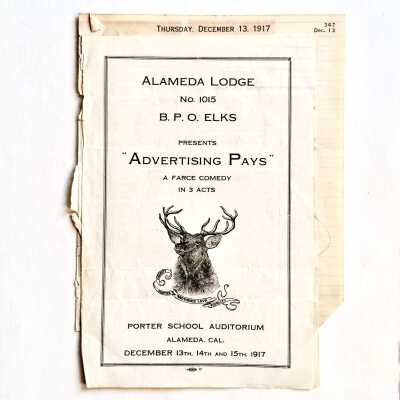 THURSDAY, DECEMBER 13, 1917
347
DEC. 13
ALAMEDA LODGE
NO. 1015
B. P. O. ELKS
PRESENTS
"ADVERTISING PAYS"
A FARCE COMEDY
IN 3 ACTS
PORTER SCHOOL AUDITORIUM
ALAMEDA, CAL.
DECEMBER 13TH, 14TH AND 15TH, 1917